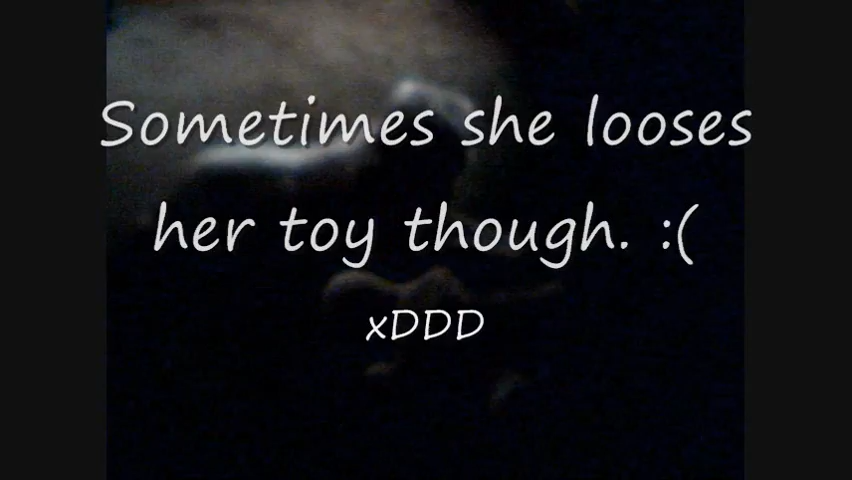 Sometimes she looses
her toy though. :(
xDDD